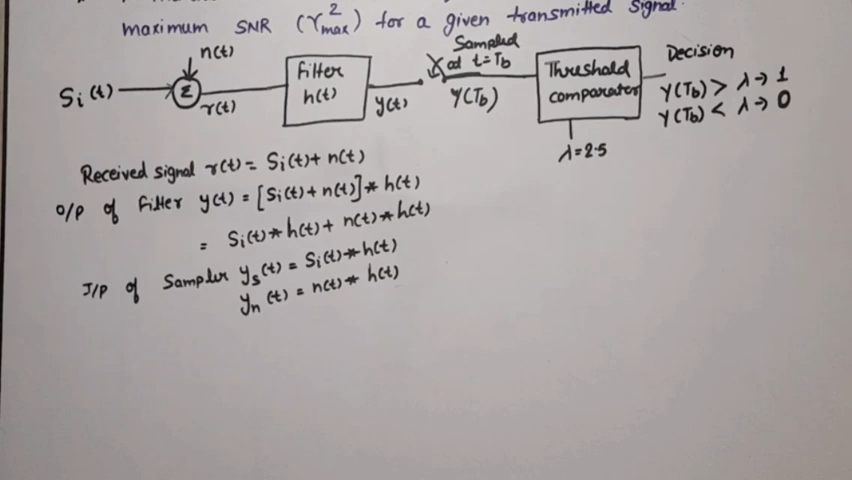 maximum SNR (γ²max) for a given transmitted signal.
n(t)
Si(t)
Σ
r(t)
Filter
h(t)
y(t)
Sampled
at t=Tb
Y(Tb)
Threshold
comparator
λ=2.5
Decision
Y(Tb) > λ → 1
Y(Tb) < λ → 0
Received signal r(t) = Si(t) + n(t)
O/P of Filter y(t) = [Si(t) + n(t)] * h(t)
= Si(t) * h(t) + n(t) * h(t)
I/P of Sampler ys(t) = Si(t) * h(t)
yn(t) = n(t) * h(t)